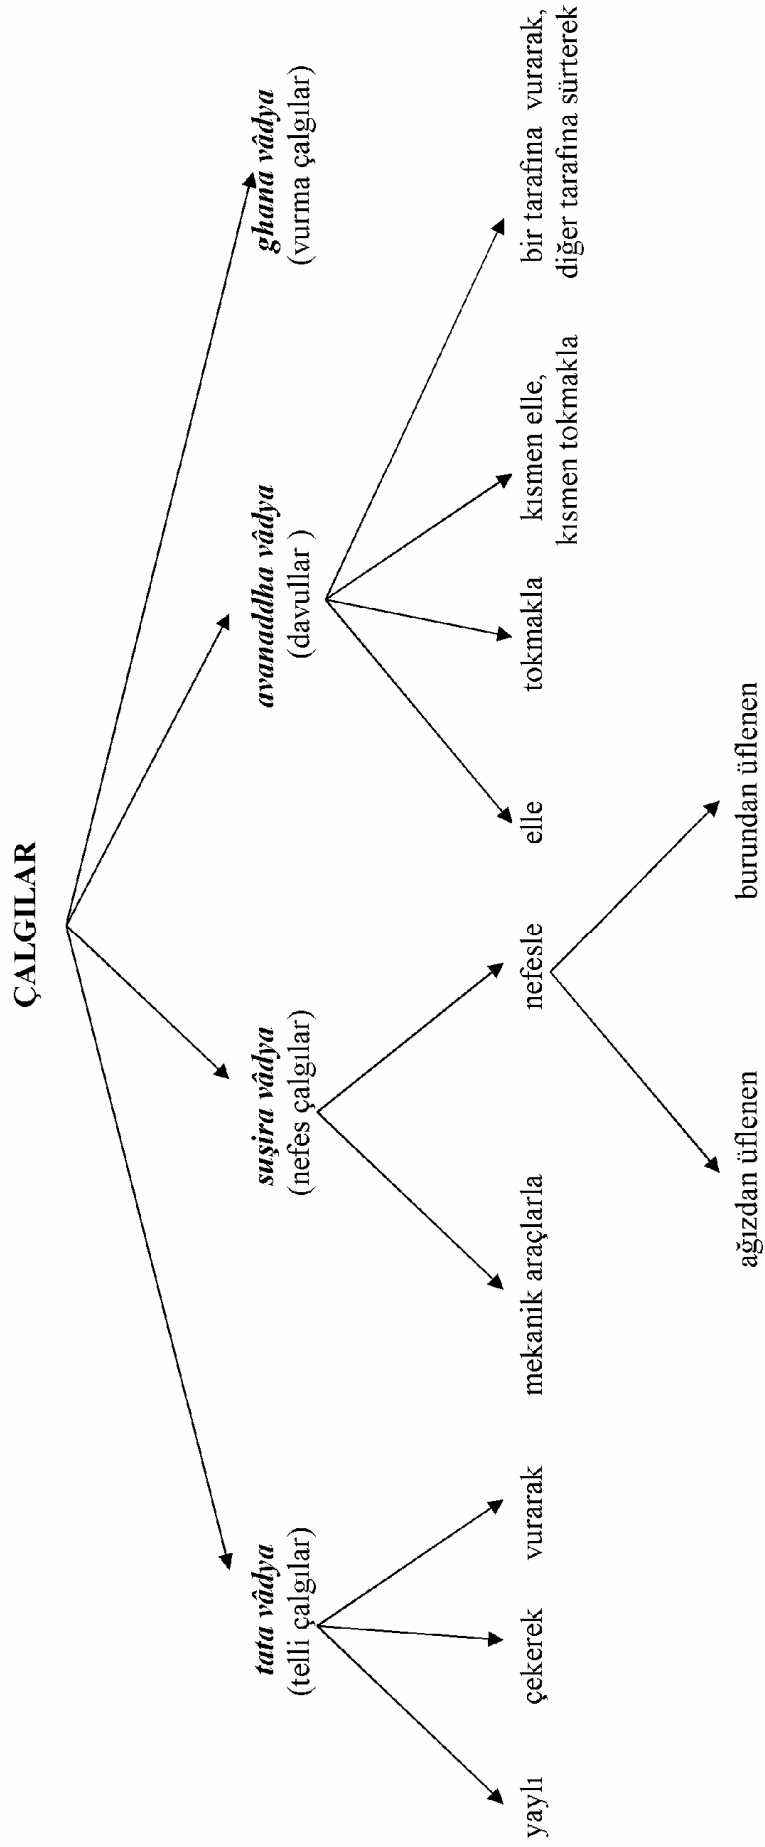 ÇALGILAR
tata vâdya
(telli çalgılar)
suşira vâdya
(nefes çalgılar)
avanaddha vâdya
(davullar )
ghana vâdya
(vurma çalgılar)
yaylı
çekerek
vurarak
mekanik araçlarla
nefesle
elle
tokmakla
kısmen elle,
kısmen tokmakla
bir tarafına vurarak,
diğer tarafına sürterek
ağızdan üflenen
burundan üflenen